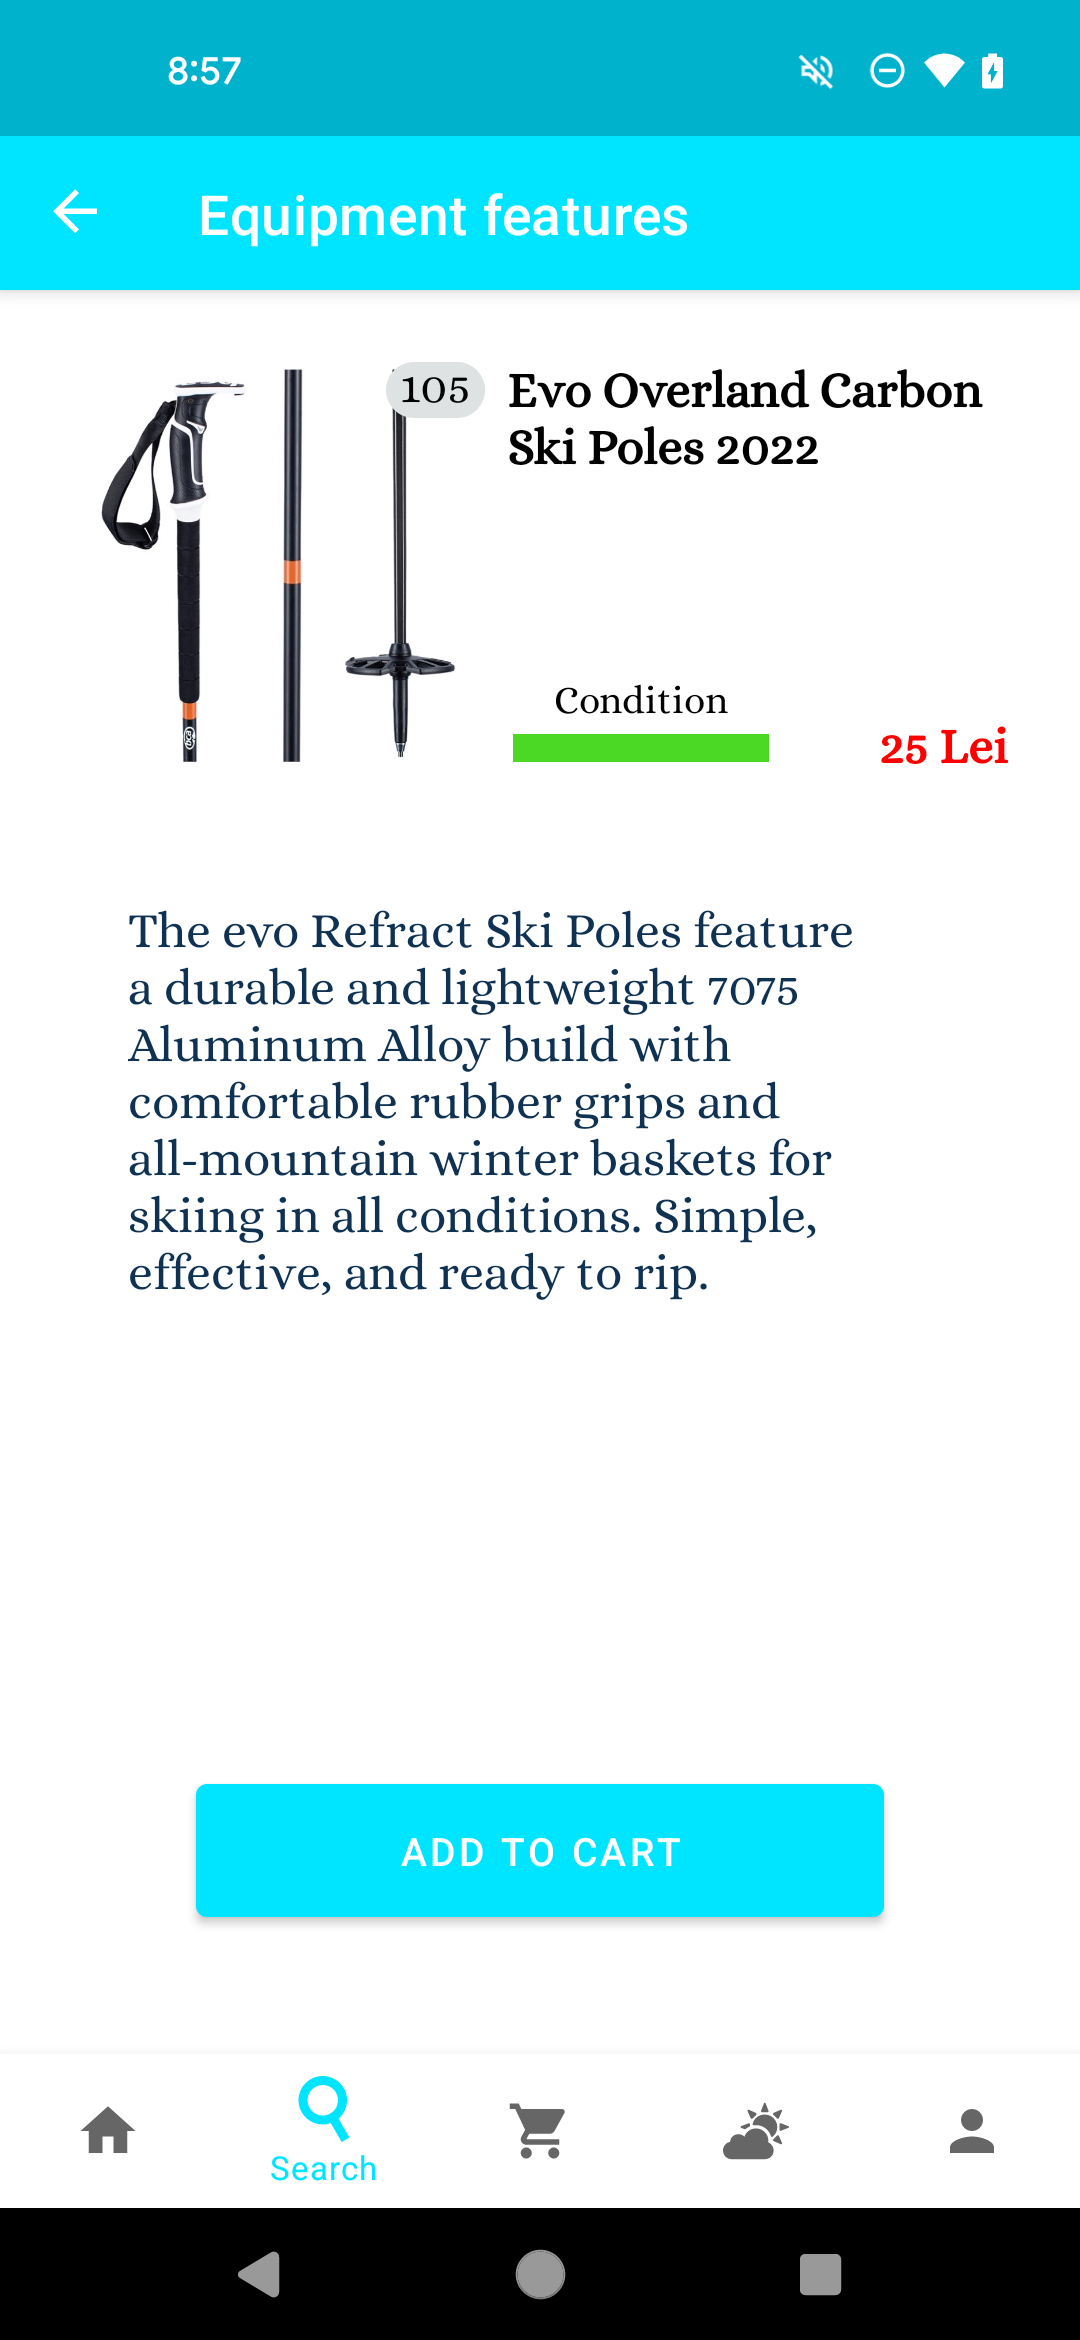 8:57
Equipment features
105
Evo Overland Carbon
Ski Poles 2022
Condition
25 Lei
The evo Refract Ski Poles feature
a durable and lightweight 7075
Aluminum Alloy build with
comfortable rubber grips and
all-mountain winter baskets for
skiing in all conditions. Simple,
effective, and ready to rip.
ADD TO CART
Search